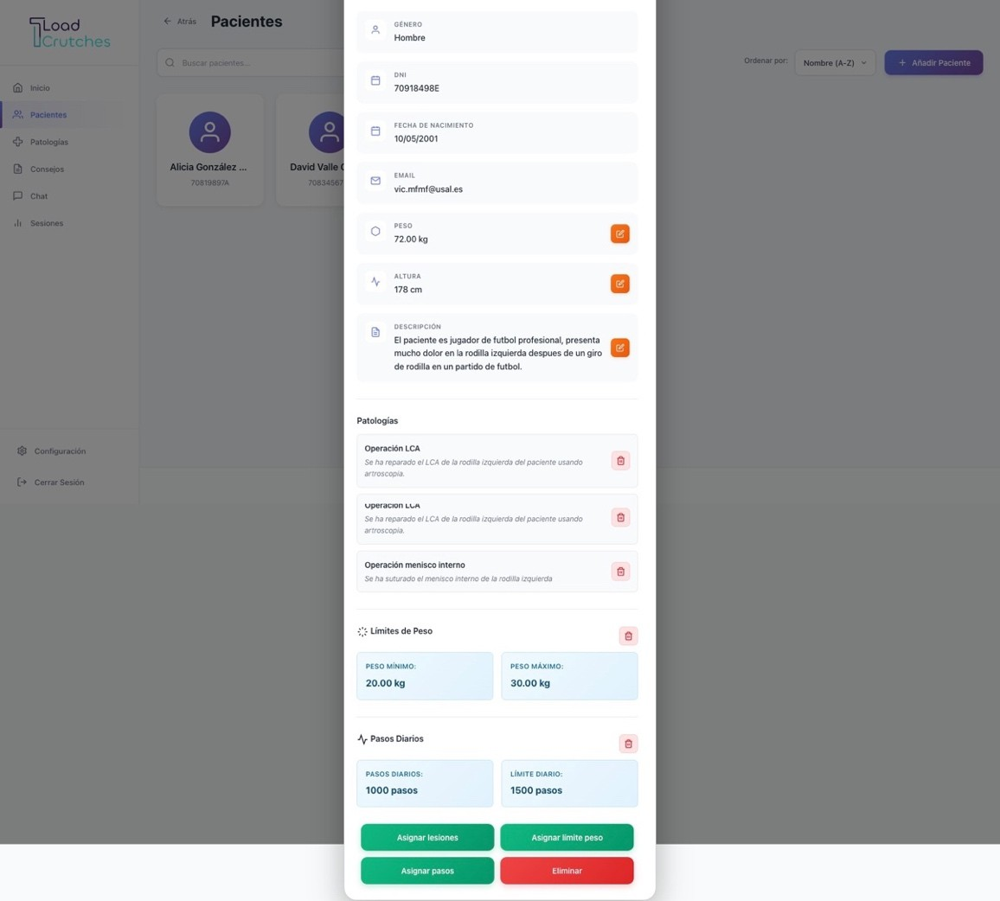 Load
Crutches
Inicio
Pacientes
Patologías
Consejos
Chat
Sesiones
Configuración
Cerrar Sesión
Atrás
Pacientes
Buscar pacientes...
Ordenar por:
Nombre (A-Z)
Añadir Paciente
Alicia González ...
70819897A
David Valle
7083456
GÉNERO
Hombre
DNI
70918498E
FECHA DE NACIMIENTO
10/05/2001
EMAIL
vic.mfmf@usal.es
PESO
72.00 kg
ALTURA
178 cm
DESCRIPCIÓN
El paciente es jugador de futbol profesional, presenta
mucho dolor en la rodilla izquierda despues de un giro
de rodilla en un partido de futbol.
Patologías
Operación LCA
Se ha reparado el LCA de la rodilla izquierda del paciente usando
artroscopia.
Operación LCA
Se ha reparado el LCA de la rodilla izquierda del paciente usando
artroscopia.
Operación menisco interno
Se ha suturado el menisco interno de la rodilla izquierda
Límites de Peso
PESO MÍNIMO:
20.00 kg
PESO MÁXIMO:
30.00 kg
Pasos Diarios
PASOS DIARIOS:
1000 pasos
LÍMITE DIARIO:
1500 pasos
Asignar lesiones
Asignar límite peso
Asignar pasos
Eliminar